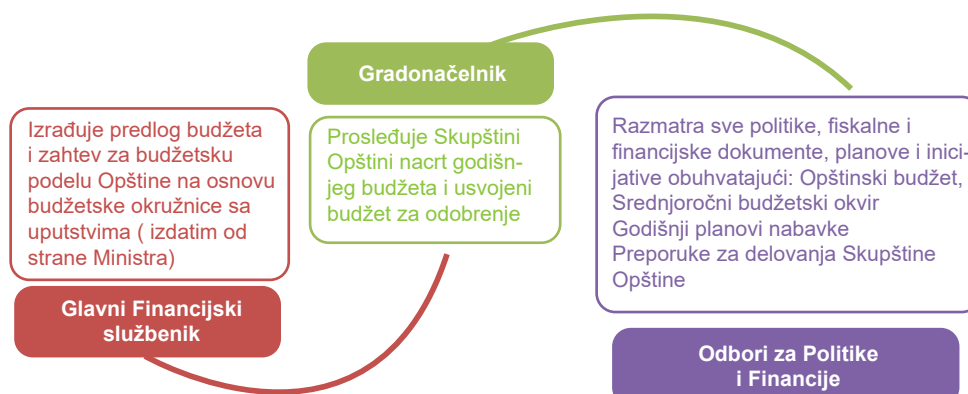 Izrađuje predlog budžeta
i zahtev za budžetsku
podelu Opštine na osnovu
budžetske okružnice sa
uputstvima ( izdatim od
strane Ministra)
Glavni Financijski
službenik
Gradonačelnik
Prosleđuje Skupštini
Opštini nacrt godišn-
jeg budžeta i usvojeni
budžet za odobrenje
Razmatra sve politike, fiskalne i
financijske dokumente, planove i inici-
jative obuhvatajući: Opštinski budžet,
Srednjoročni budžetski okvir
Godišnji planovi nabavke
Preporuke za delovanja Skupštine
Opštine
Odbori za Politike
i Financije